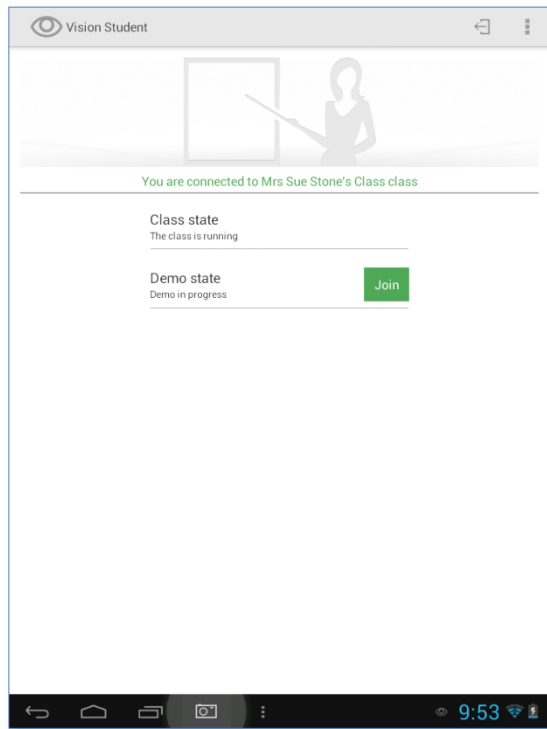 Vision Student
You are connected to Mrs Sue Stone's Class class
Class state
The class is running
Demo state
Demo in progress
Join
9:53